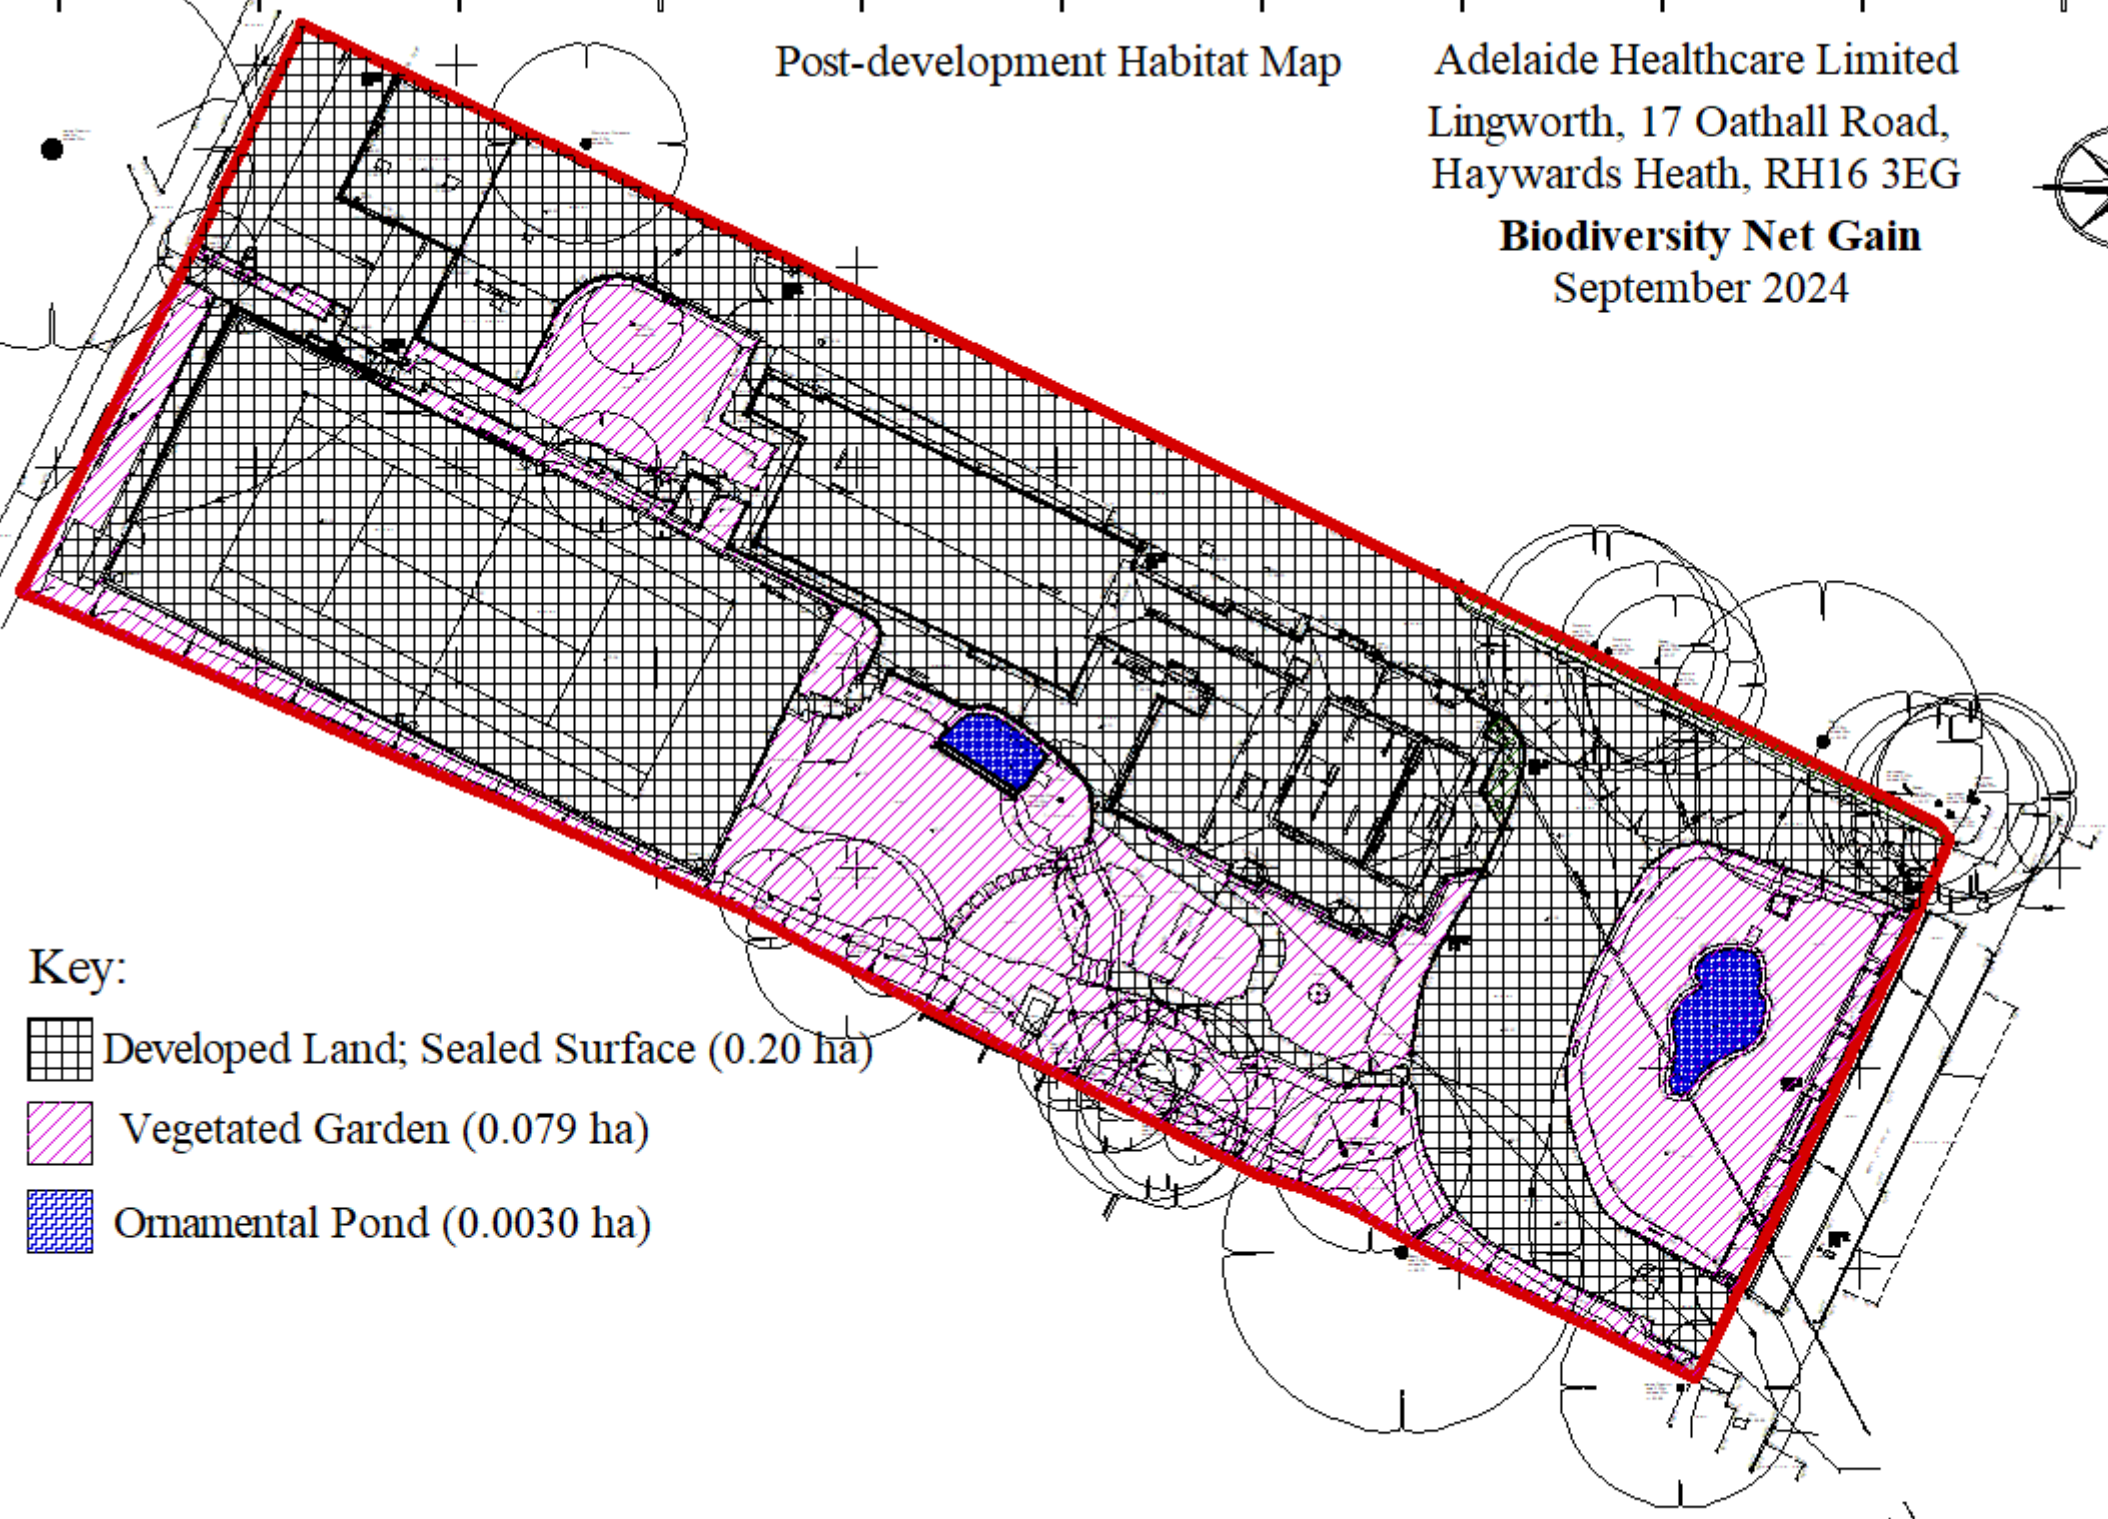 Post-development Habitat Map
Adelaide Healthcare Limited
Lingworth, 17 Oathall Road,
Haywards Heath, RH16 3EG
Biodiversity Net Gain
September 2024
Key:
Developed Land; Sealed Surface (0.20 ha)
Vegetated Garden (0.079 ha)
Ornamental Pond (0.0030 ha)